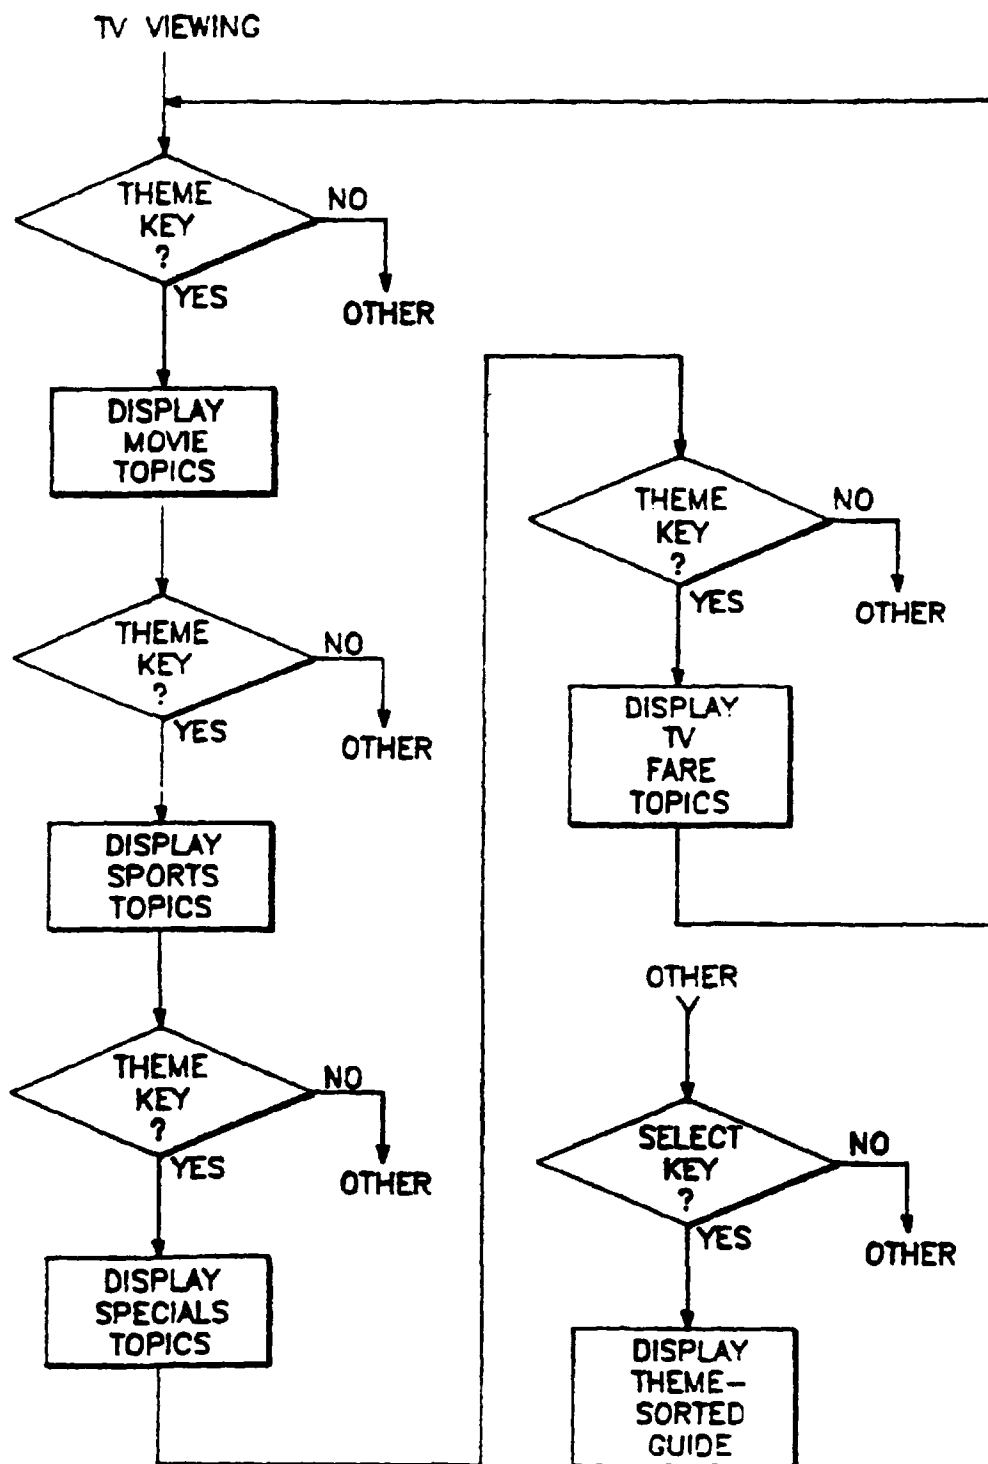 TV VIEWING
THEME
KEY
?
NO
YES
OTHER
DISPLAY
MOVIE
TOPICS
THEME
KEY
?
NO
YES
OTHER
DISPLAY
SPORTS
TOPICS
THEME
KEY
?
NO
YES
OTHER
DISPLAY
SPECIALS
TOPICS
THEME
KEY
?
NO
YES
OTHER
DISPLAY
TV
FARE
TOPICS
OTHER
SELECT
KEY
?
NO
YES
OTHER
DISPLAY
THEME-
SORTED
GUIDE